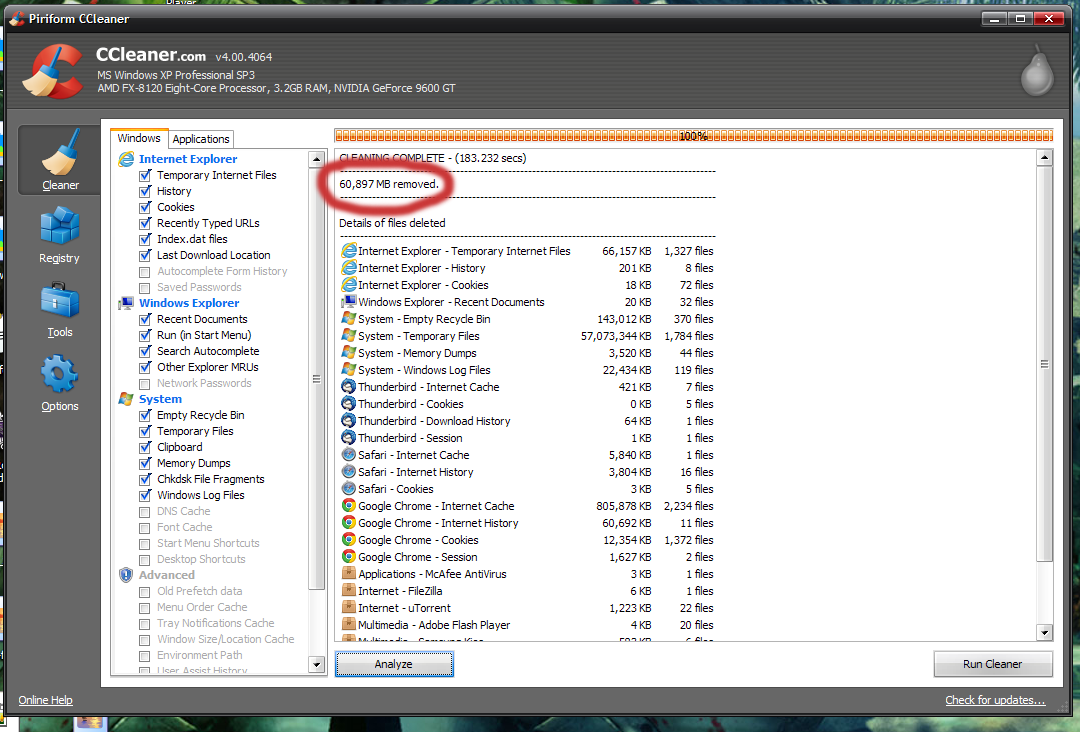 Player
Piriform CCleaner
CCleaner.com v4.00.4064
MS Windows XP Professional SP3
AMD FX-8120 Eight-Core Processor, 3.2GB RAM, NVIDIA GeForce 9600 GT
Cleaner
Registry
Tools
Options
Windows Applications
Internet Explorer
Temporary Internet Files
History
Cookies
Recently Typed URLs
Index.dat files
Last Download Location
Autocomplete Form History
Saved Passwords
Windows Explorer
Recent Documents
Run (in Start Menu)
Search Autocomplete
Other Explorer MRUs
Network Passwords
System
Empty Recycle Bin
Temporary Files
Clipboard
Memory Dumps
Chkdsk File Fragments
Windows Log Files
DNS Cache
Font Cache
Start Menu Shortcuts
Desktop Shortcuts
Advanced
Old Prefetch data
Menu Order Cache
Tray Notifications Cache
Window Size/Location Cache
Environment Path
User Assist History
100%
CLEANING COMPLETE - (183.232 secs)
60,897 MB removed.
Details of files deleted
Internet Explorer - Temporary Internet Files 66,157 KB 1,327 files
Internet Explorer - History 201 KB 8 files
Internet Explorer - Cookies 18 KB 72 files
Windows Explorer - Recent Documents 20 KB 32 files
System - Empty Recycle Bin 143,012 KB 370 files
System - Temporary Files 57,073,344 KB 1,784 files
System - Memory Dumps 3,520 KB 44 files
System - Windows Log Files 22,434 KB 119 files
Thunderbird - Internet Cache 421 KB 7 files
Thunderbird - Cookies 0 KB 5 files
Thunderbird - Download History 64 KB 1 files
Thunderbird - Session 1 KB 1 files
Safari - Internet Cache 5,840 KB 1 files
Safari - Internet History 3,804 KB 16 files
Safari - Cookies 3 KB 5 files
Google Chrome - Internet Cache 805,878 KB 2,234 files
Google Chrome - Internet History 60,692 KB 11 files
Google Chrome - Cookies 12,354 KB 1,372 files
Google Chrome - Session 1,627 KB 2 files
Applications - McAfee AntiVirus 3 KB 1 files
Internet - FileZilla 6 KB 1 files
Internet - uTorrent 1,223 KB 22 files
Multimedia - Adobe Flash Player 4 KB 20 files
Multimedia - Samsung Kies 592 KB 6 files
Analyze
Run Cleaner
Online Help
Check for updates...